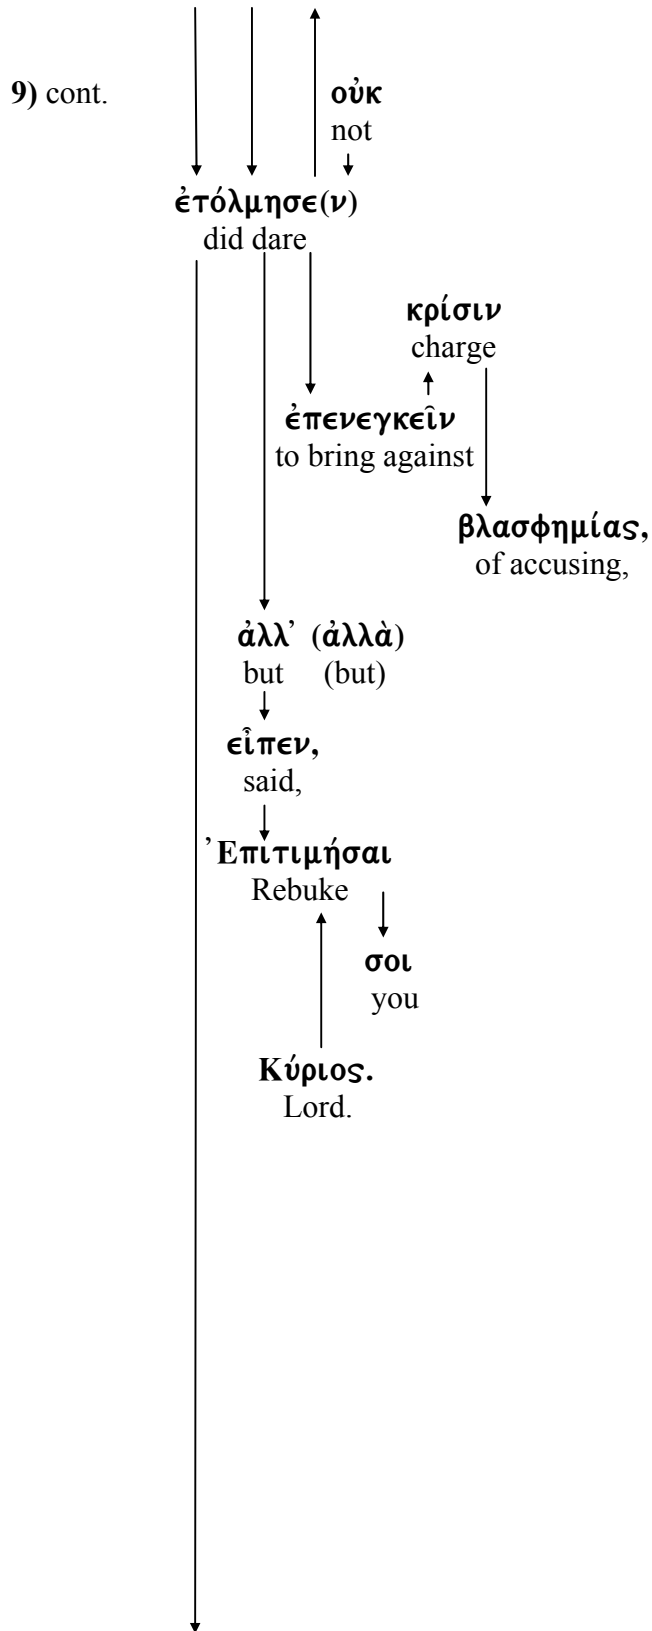 9) cont.
οὐκ
not
ἐτόλμησε(ν)
did dare
κρίσιν
charge
ἐπενεγκεῖν
to bring against
βλασφημίας,
of accusing,
ἀλλ’ (ἀλλὰ)
but (but)
εἶπεν,
said,
Ἐπιτιμήσαι
Rebuke
σοι
you
Κύριος.
Lord.